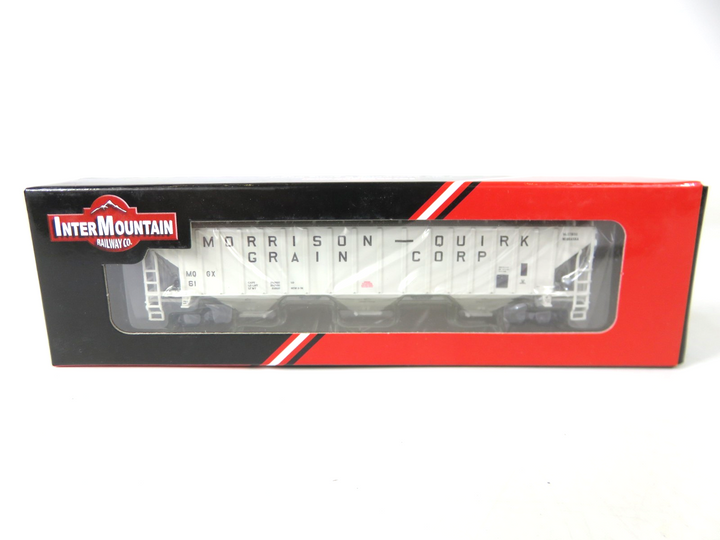 INTERMOUNTAIN
RAILWAY CO.
MORRISON — QUIRK
GRAIN CORP
MQGX
61
A